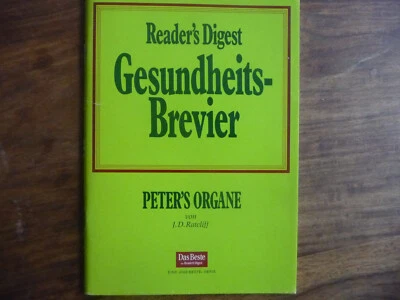 Reader's Digest
Gesundheits-
Brevier
PETER'S ORGANE
von
J.D. Ratcliff
Das Beste